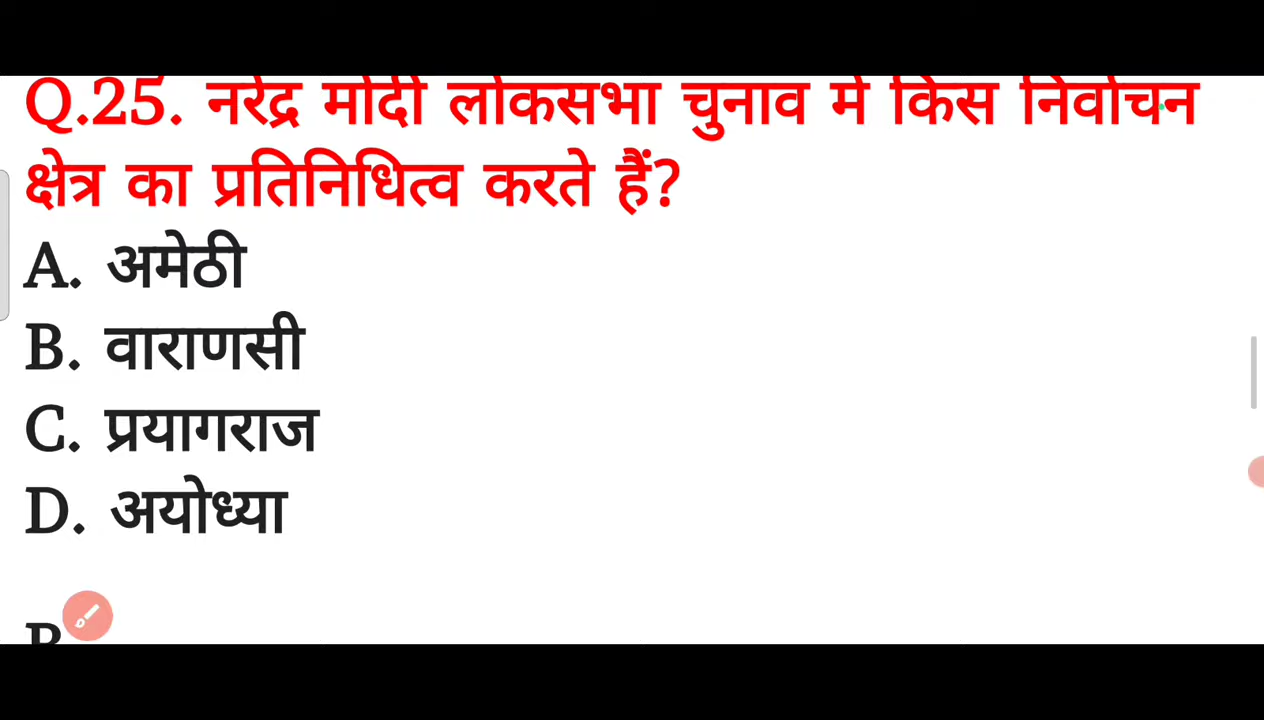 Q.25. नरेंद्र मोदी लोकसभा चुनाव में किस निर्वाचन
क्षेत्र का प्रतिनिधित्व करते हैं?
A. अमेठी
B. वाराणसी
C. प्रयागराज
D. अयोध्या
B